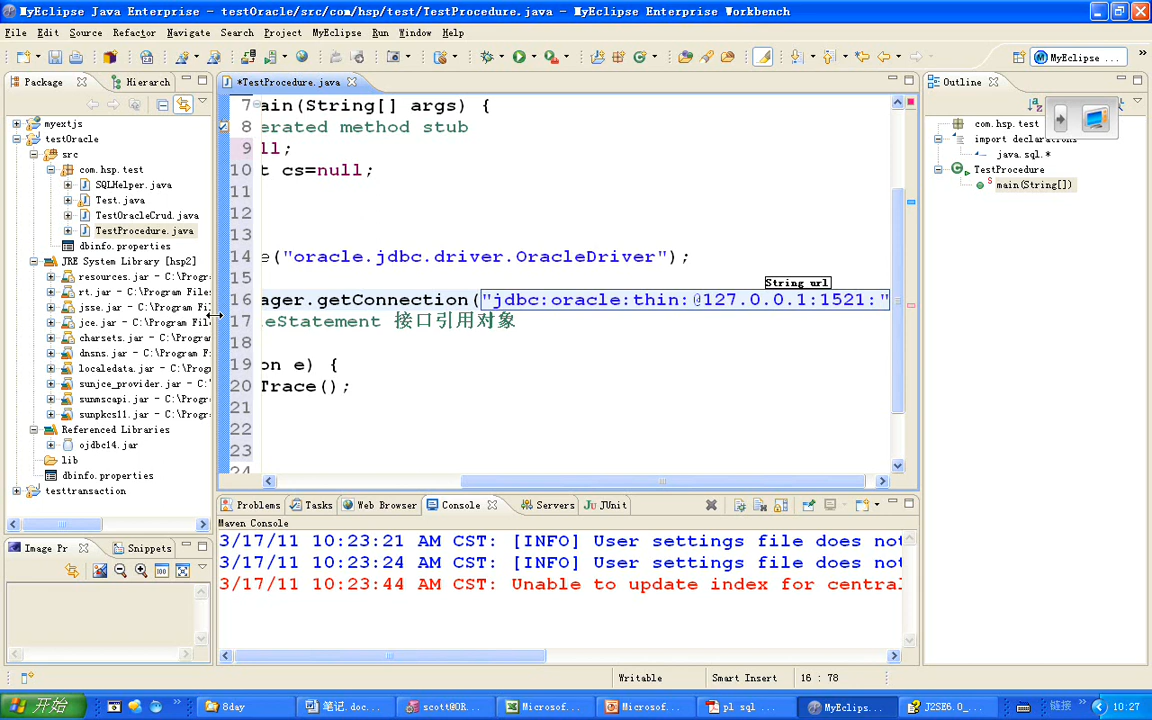 MyEclipse Java Enterprise - testOracle/src/com/hsp/test/TestProcedure.java - MyEclipse Enterprise Workbench
File Edit Source Refactor Navigate Search Project MyEclipse Run Window Help
MyEclipse ...
Package
Hierarch
*TestProcedure.java
Outline
myextjs
testOracle
src
com.hsp.test
SQLHelper.java
Test.java
TestOracleCrud.java
TestProcedure.java
dbinfo.properties
JRE System Library [hsp2]
resources.jar - C:\Progr
rt.jar - C:\Program Files
jsse.jar - C:\Program Fil
jce.jar - C:\Program File
charsets.jar - C:\Program
dnsns.jar - C:\Program F
localedata.jar - C:\Progr
sunjce_provider.jar - C:\
sunmscapi.jar - C:\Progr
sunpkcs11.jar - C:\Progr
Referenced Libraries
ojdbc14.jar
lib
dbinfo.properties
testtransaction
7 ain(String[] args) {
8 erated method stub
9 ll;
10 t cs=null;
11
12
13
14 e("oracle.jdbc.driver.OracleDriver");
15
String url
16 ager.getConnection("jdbc:oracle:thin:@127.0.0.1:1521:"
17 leStatement 接口引用对象
18
19 on e) {
20 Trace();
21
22
23
24
com.hsp.test
import declarations
java.sql.*
TestProcedure
main(String[])
Image Pr
Snippets
Problems Tasks Web Browser Console Servers JUnit
Maven Console
3/17/11 10:23:21 AM CST: [INFO] User settings file does not
3/17/11 10:23:24 AM CST: [INFO] User settings file does not
3/17/11 10:23:44 AM CST: Unable to update index for central
Writable
Smart Insert
16 : 78
开始
8day
笔记.doc...
scott@OR...
Microsof...
Microsof...
pl sql ...
MyEclips...
J2SE6.0_...
链接
10:27